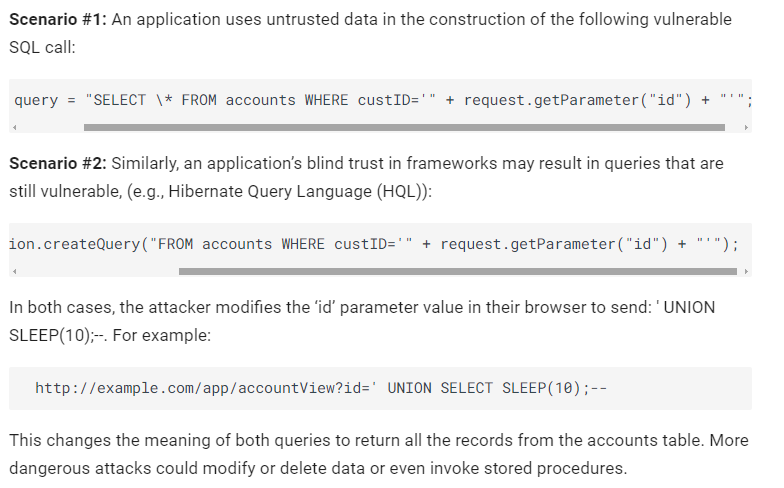 Scenario #1: An application uses untrusted data in the construction of the following vulnerable
SQL call:
query = "SELECT \* FROM accounts WHERE custID='" + request.getParameter("id") + "'";
Scenario #2: Similarly, an application’s blind trust in frameworks may result in queries that are
still vulnerable, (e.g., Hibernate Query Language (HQL)):
ion.createQuery("FROM accounts WHERE custID='" + request.getParameter("id") + "'");
In both cases, the attacker modifies the ‘id’ parameter value in their browser to send: ' UNION
SLEEP(10);--. For example:
http://example.com/app/accountView?id=' UNION SELECT SLEEP(10);--
This changes the meaning of both queries to return all the records from the accounts table. More
dangerous attacks could modify or delete data or even invoke stored procedures.